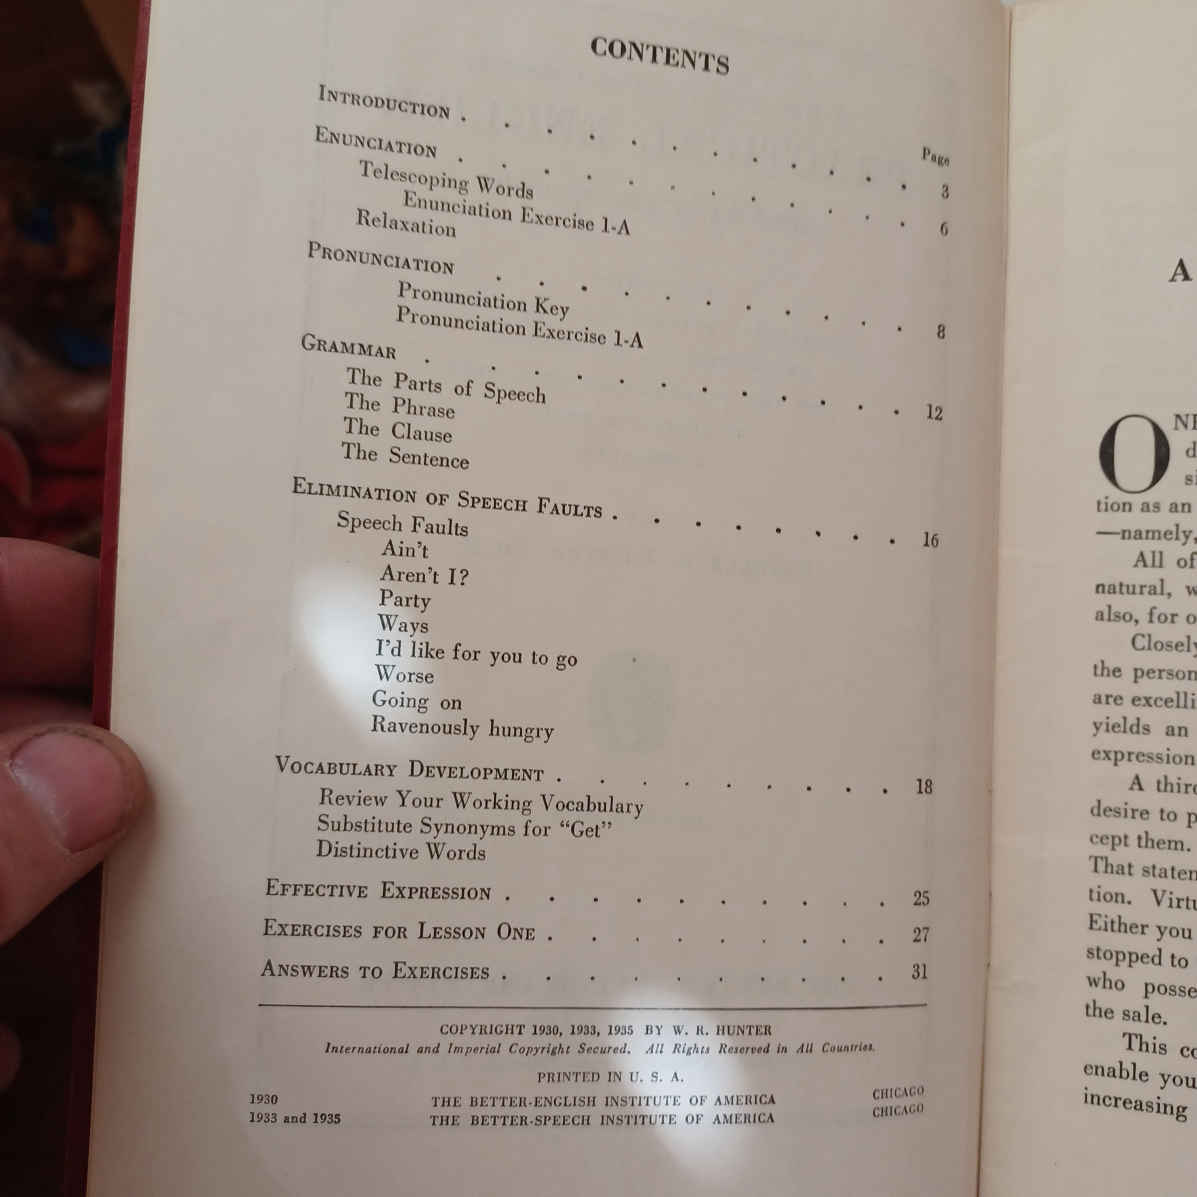 CONTENTS
Page
INTRODUCTION . . . . . . . . . . . . 3
ENUNCIATION . . . . . . . . . . . . 6
Telescoping Words
Enunciation Exercise 1-A
Relaxation
PRONUNCIATION . . . . . . . . . . . 8
Pronunciation Key
Pronunciation Exercise 1-A
GRAMMAR . . . . . . . . . . . . 12
The Parts of Speech
The Phrase
The Clause
The Sentence
ELIMINATION OF SPEECH FAULTS . . . . . . . . 16
Speech Faults
Ain't
Aren't I?
Party
Ways
I'd like for you to go
Worse
Going on
Ravenously hungry
VOCABULARY DEVELOPMENT . . . . . . . . . 18
Review Your Working Vocabulary
Substitute Synonyms for “Get”
Distinctive Words
EFFECTIVE EXPRESSION . . . . . . . . . . 25
EXERCISES FOR LESSON ONE . . . . . . . . . 27
ANSWERS TO EXERCISES . . . . . . . . . . 31
COPYRIGHT 1930, 1933, 1935 BY W. R. HUNTER
International and Imperial Copyright Secured. All Rights Reserved in All Countries.
PRINTED IN U. S. A.
1930 THE BETTER-ENGLISH INSTITUTE OF AMERICA CHICAGO
1933 and 1935 THE BETTER-SPEECH INSTITUTE OF AMERICA CHICAGO
A
O
tion as an
—namely,
All of
natural,
also, for
Closely
the person
are
yields an
expression
A
desire to
cept them.
That
tion.
Either you
stopped to
who
the sale.
This
enable you
increasing